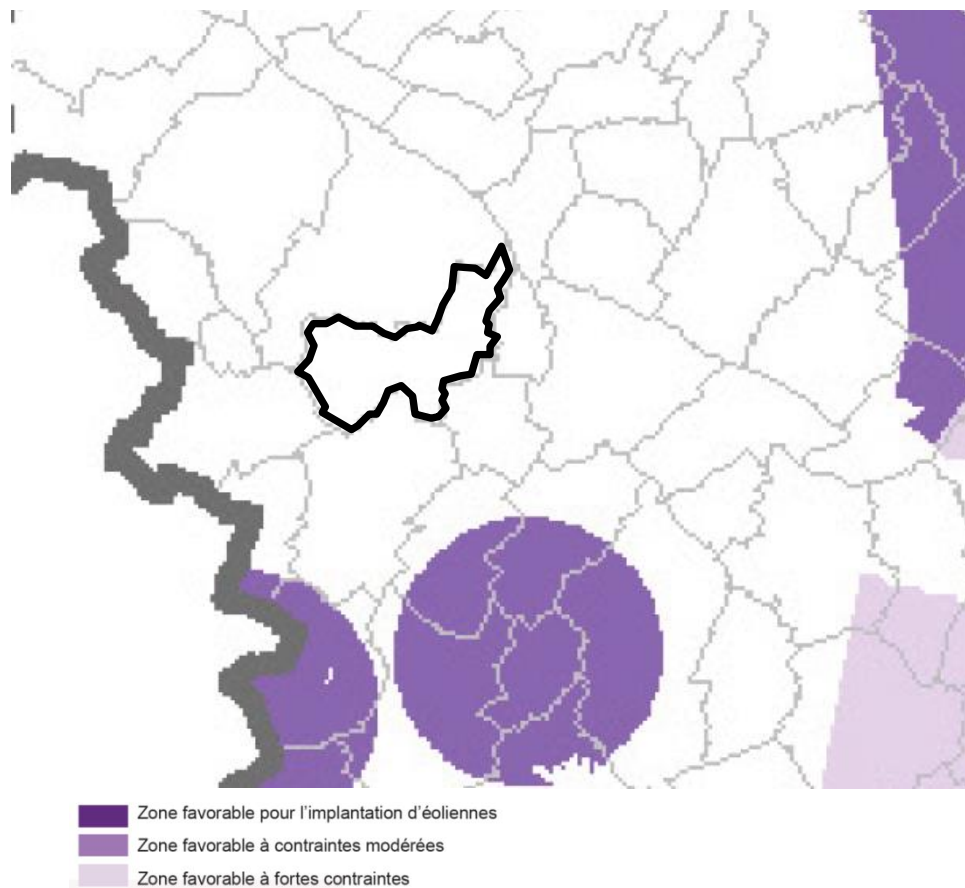 Zone favorable pour l'implantation d'éoliennes
Zone favorable à contraintes modérées
Zone favorable à fortes contraintes